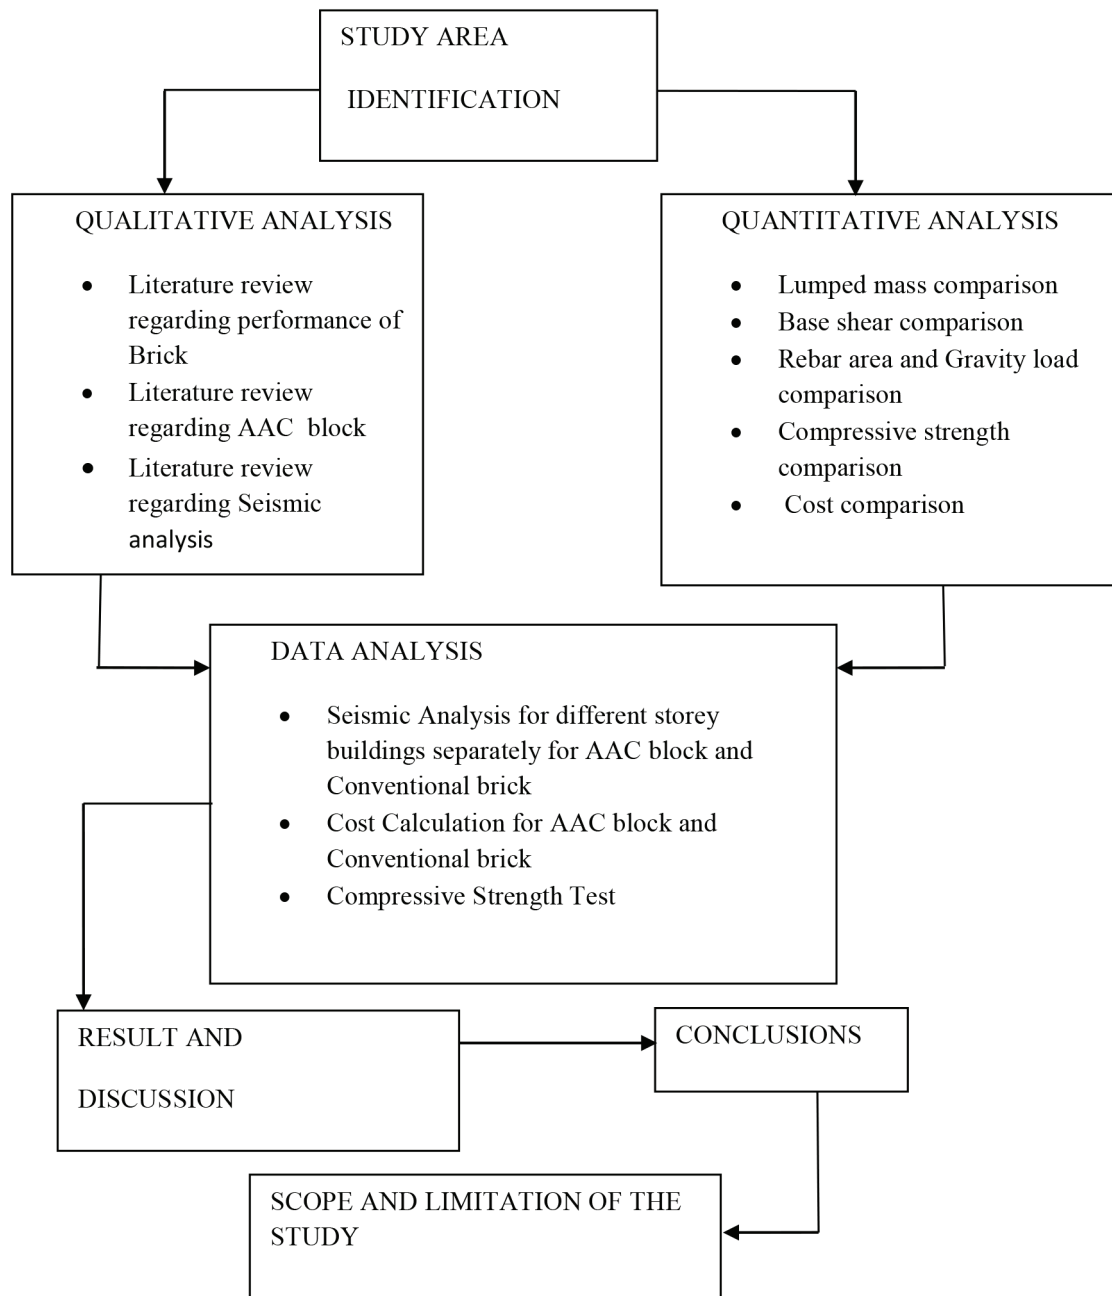 STUDY AREA
IDENTIFICATION
QUALITATIVE ANALYSIS
• Literature review
regarding performance of
Brick
• Literature review
regarding AAC block
• Literature review
regarding Seismic
analysis
QUANTITATIVE ANALYSIS
• Lumped mass comparison
• Base shear comparison
• Rebar area and Gravity load
comparison
• Compressive strength
comparison
• Cost comparison
DATA ANALYSIS
• Seismic Analysis for different storey
buildings separately for AAC block and
Conventional brick
• Cost Calculation for AAC block and
Conventional brick
• Compressive Strength Test
RESULT AND
DISCUSSION
CONCLUSIONS
SCOPE AND LIMITATION OF THE
STUDY